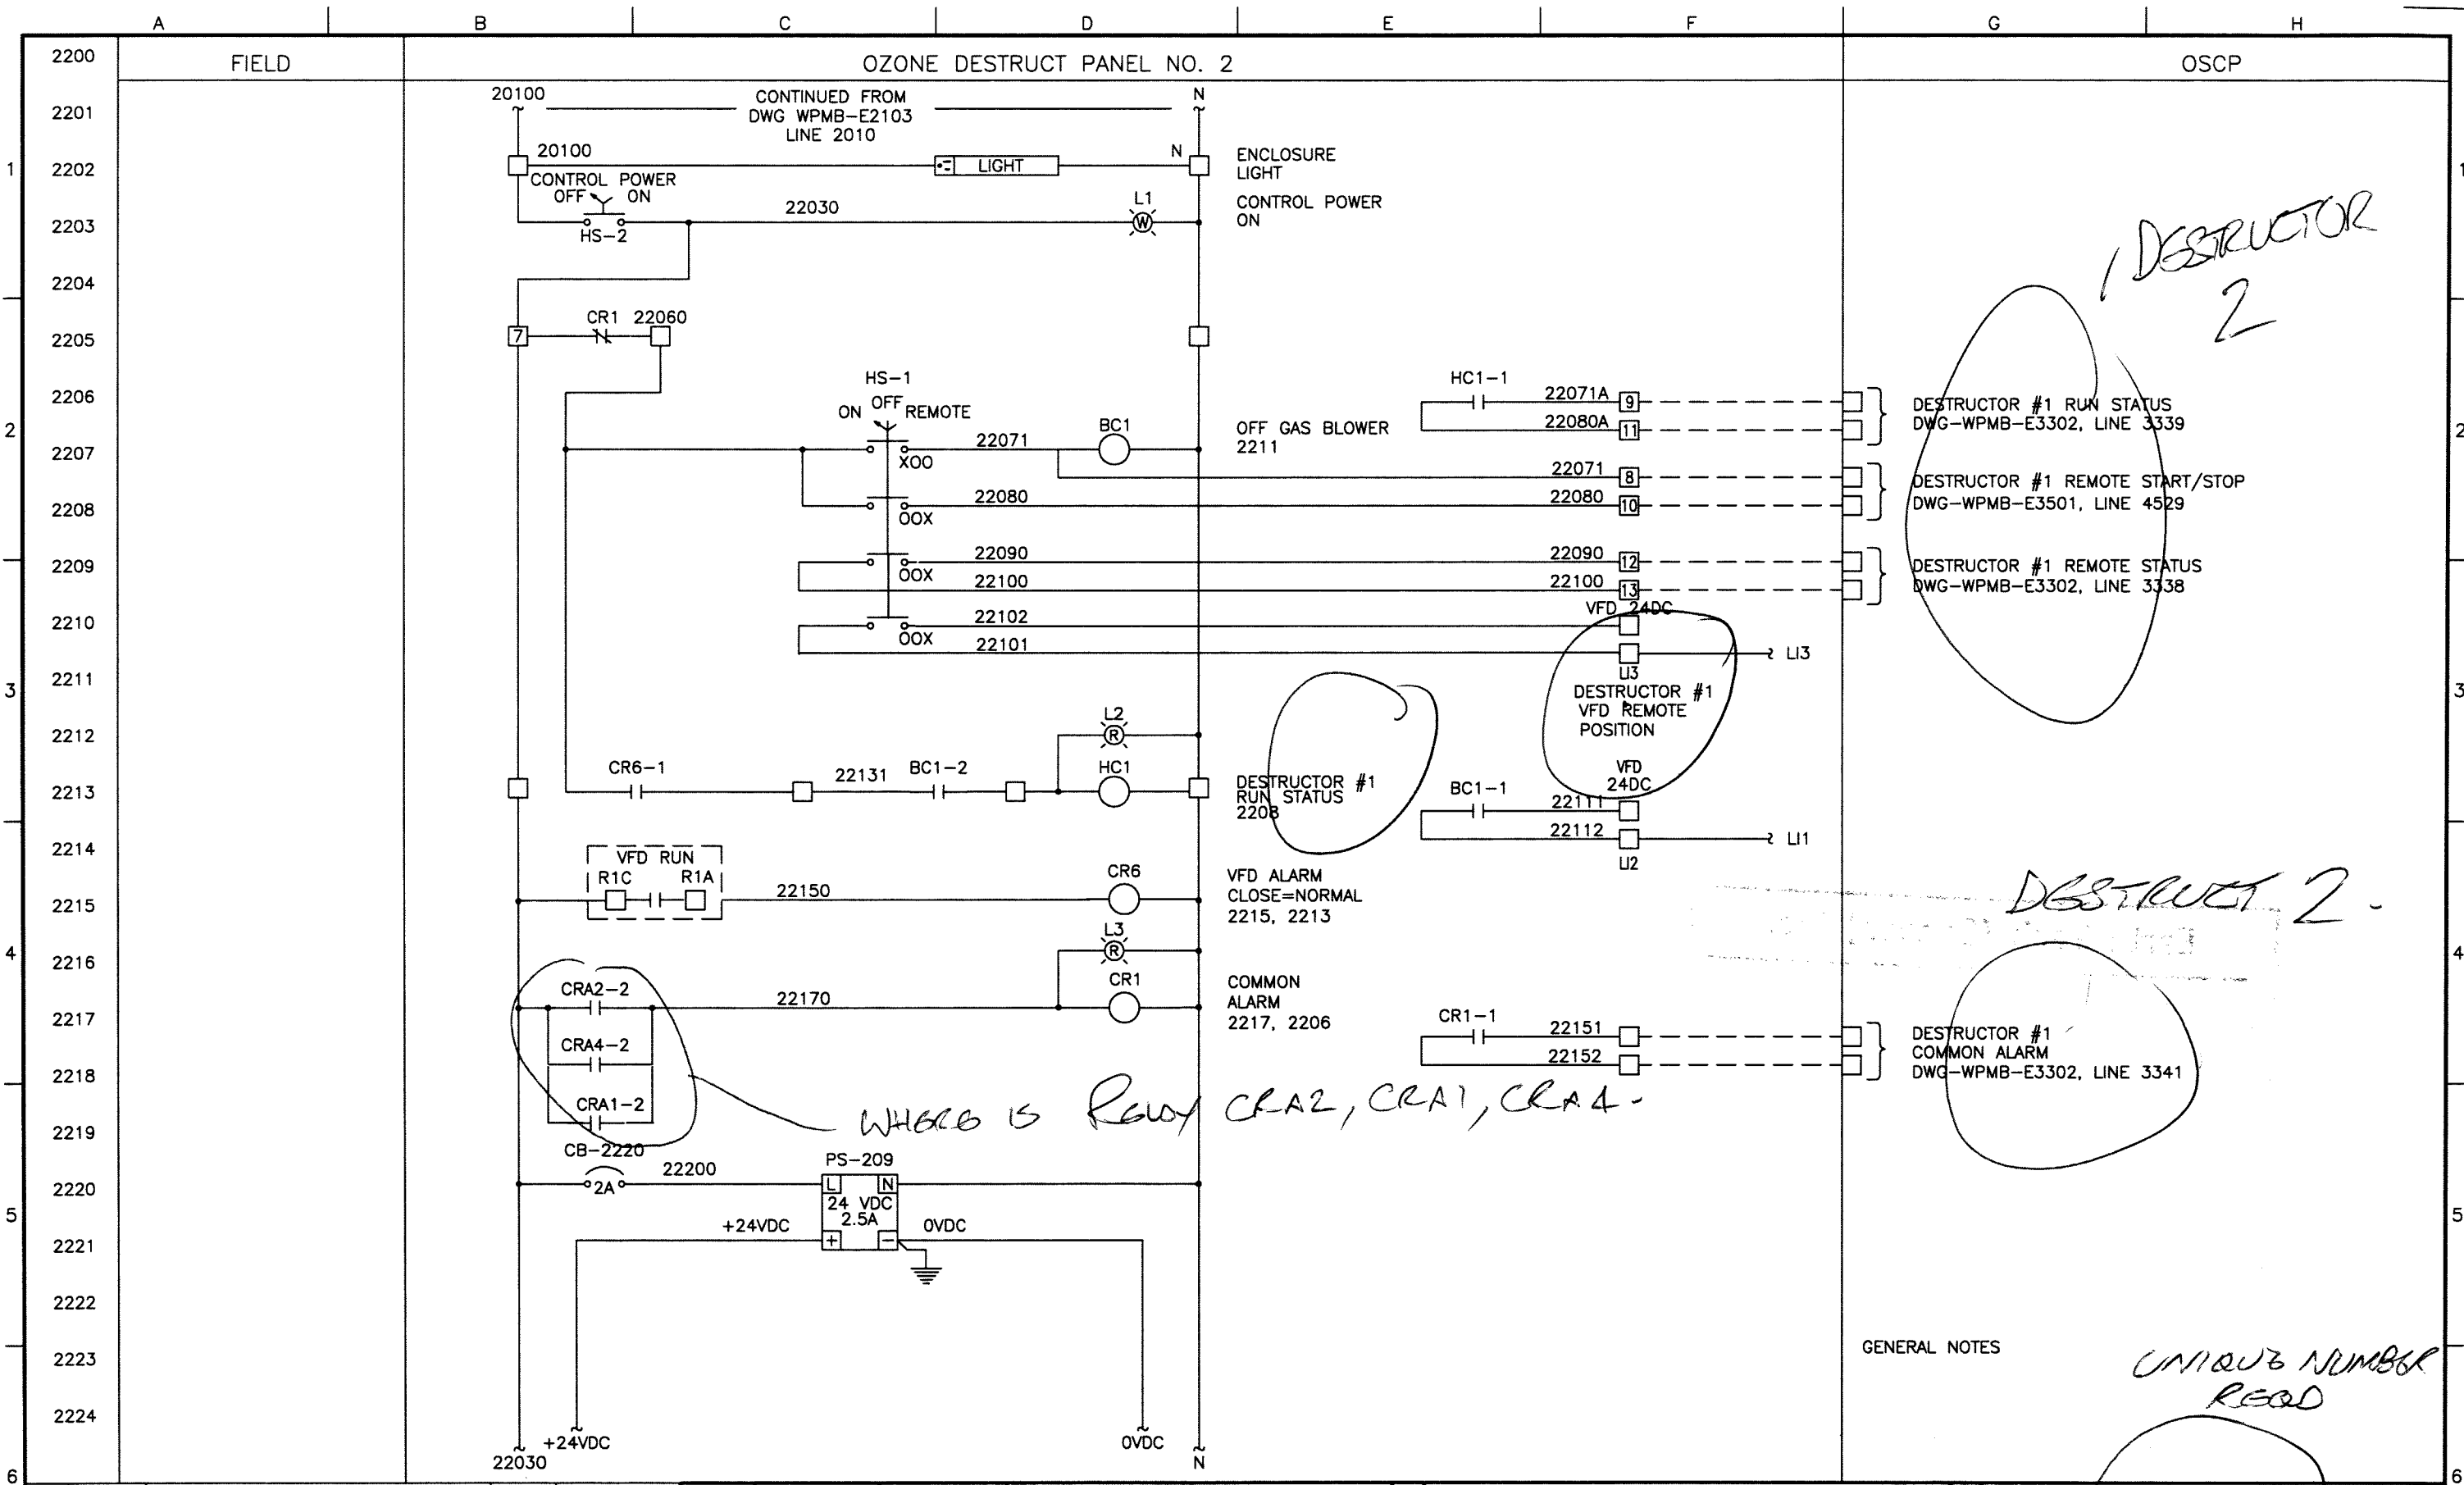 A B C D E F G H
2200 FIELD OZONE DESTRUCT PANEL NO. 2 OSCP
20100 CONTINUED FROM N
2201 DWG WPMB-E2103
LINE 2010
1 2202 20100 LIGHT N ENCLOSURE 1
LIGHT
CONTROL POWER
OFF ON
2203 HS-2 22030 L1 W CONTROL POWER
ON
DESTRUCTOR
2
2204
2205 7 CR1 22060
2206 HS-1 HC1-1 22071A 9 DESTRUCTOR #1 RUN STATUS
ON OFF REMOTE
2 OFF GAS BLOWER 22080A 11 DWG-WPMB-E3302, LINE 3339 2
2211
2207 XOO 22071 BC1
22071 8 DESTRUCTOR #1 REMOTE START/STOP
2208 OOX 22080 22080 10 DWG-WPMB-E3501, LINE 4529
2209 OOX 22090 22090 12 DESTRUCTOR #1 REMOTE STATUS
22100 22100 13 DWG-WPMB-E3302, LINE 3338
VFD 24DC
2210 OOX 22102
22101 LI3
2211 LI3
3 DESTRUCTOR #1 3
VFD REMOTE
POSITION
2212 L2 R
VFD
24DC
2213 CR6-1 22131 BC1-2 HC1 DESTRUCTOR #1
RUN STATUS
2208
BC1-1 22111
22112 LI1
LI2
2214 VFD RUN
R1C R1A
2215 22150 CR6 VFD ALARM
CLOSE=NORMAL
2215, 2213
DESTRUCT 2.
4 2216 L3 R 4
2217 CRA2-2 22170 CR1 COMMON
ALARM
2217, 2206
CR1-1 22151 DESTRUCTOR #1
2218 CRA4-2 22152 COMMON ALARM
DWG-WPMB-E3302, LINE 3341
2219 CRA1-2
WHERE IS RELAY CRA2, CRA1, CRA4.
CB-2220
2220 2A 22200 PS-209
L N
24 VDC
2.5A
5 5
2221 +24VDC + - 0VDC
2222
2223 GENERAL NOTES
UNIQUE NUMBER
REQD
2224
+24VDC 0VDC
22030 N
6 6